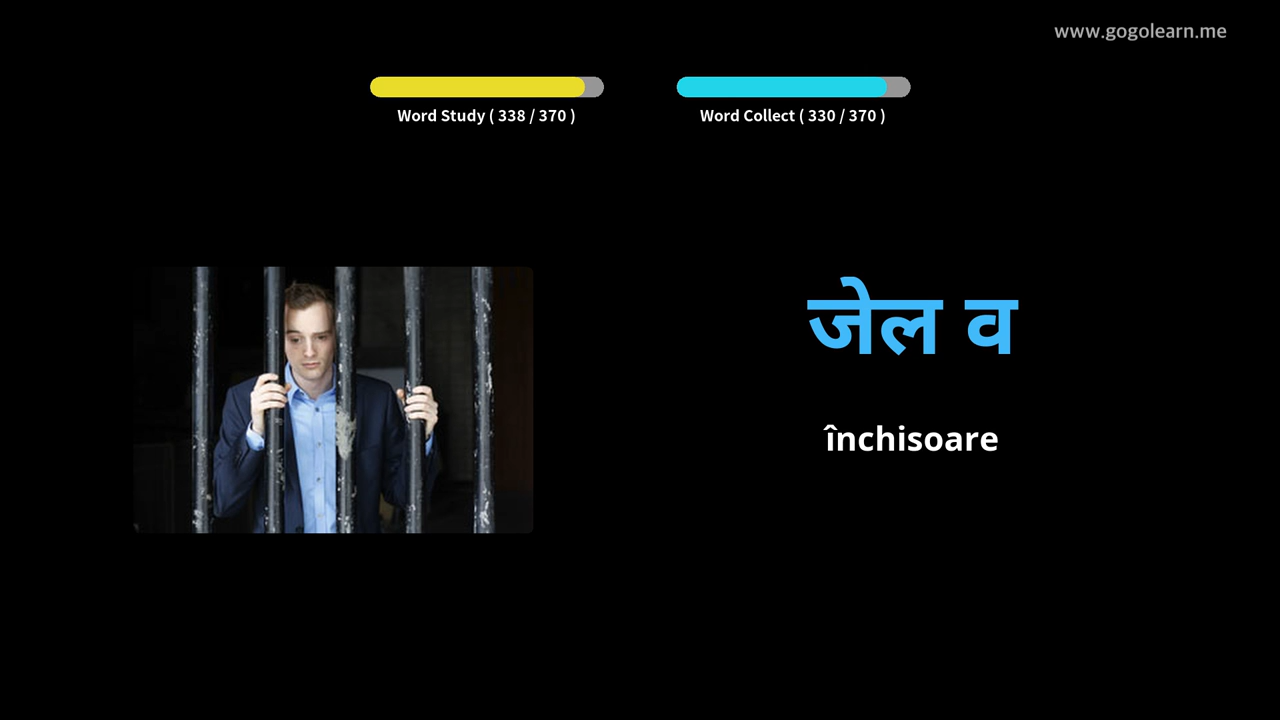 www.gogolearn.me
Word Study ( 338 / 370 )
Word Collect ( 330 / 370 )
जेल व
închisoare